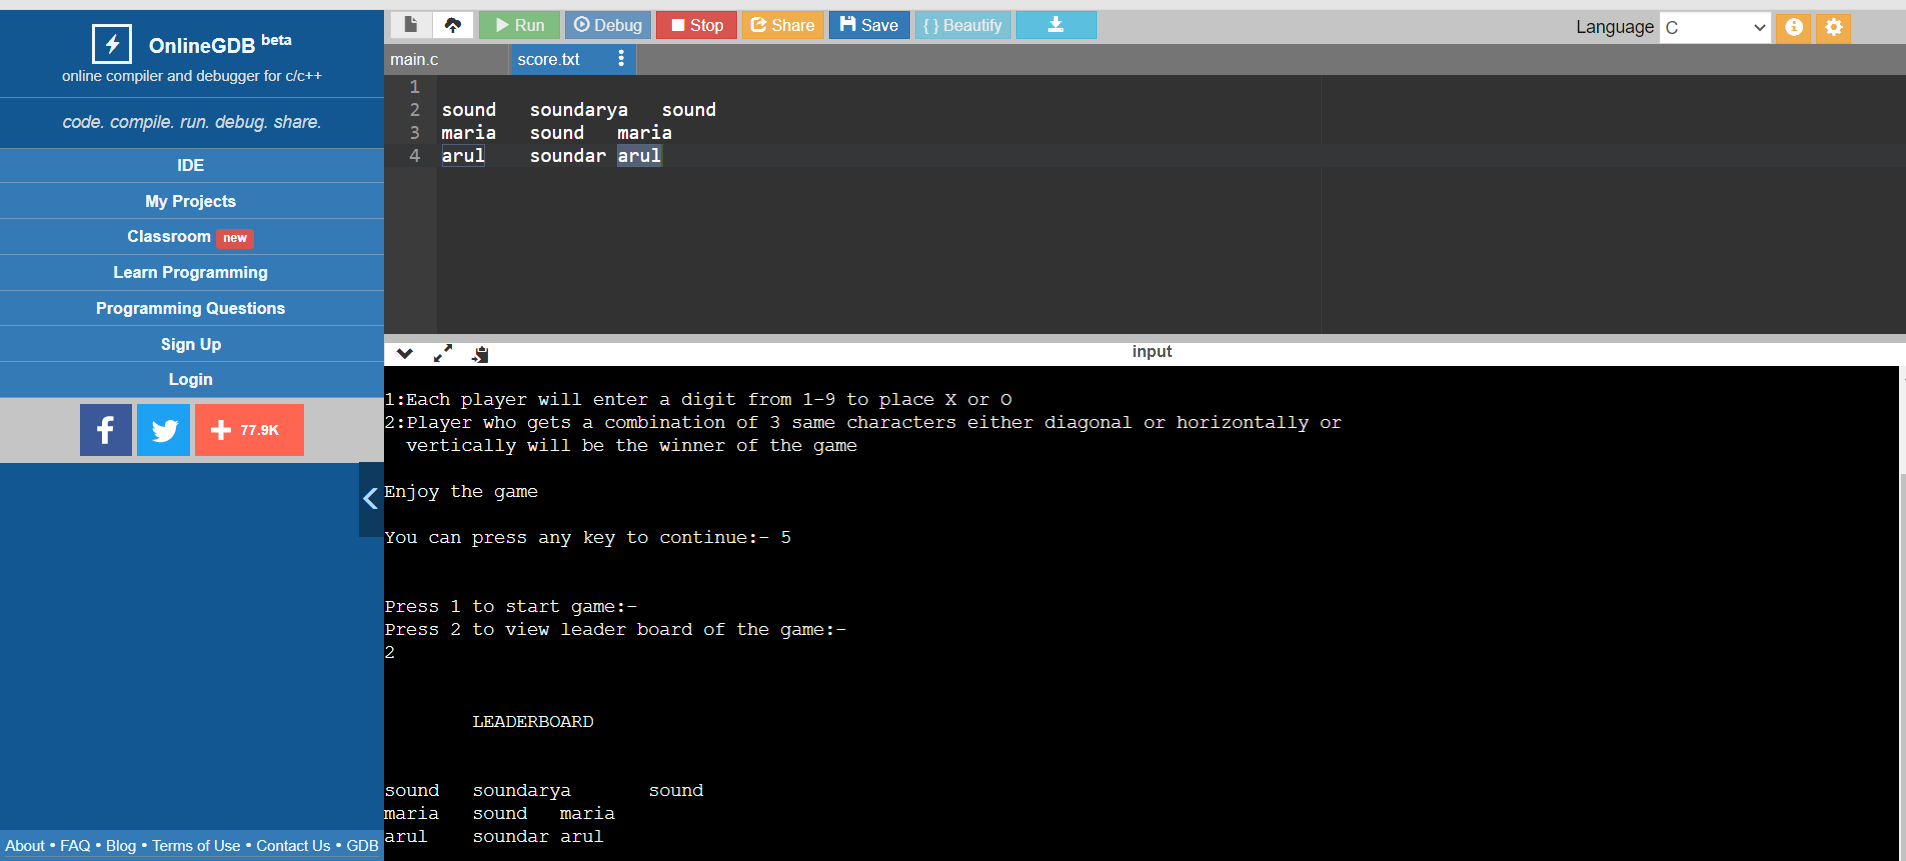 OnlineGDB beta
online compiler and debugger for c/c++
code. compile. run. debug. share.
IDE
My Projects
Classroom new
Learn Programming
Programming Questions
Sign Up
Login
77.9K
About • FAQ • Blog • Terms of Use • Contact Us • GDB
Run Debug Stop Share Save { } Beautify
Language C
main.c score.txt
1
2 sound soundarya sound
3 maria sound maria
4 arul soundar arul
input
1:Each player will enter a digit from 1-9 to place X or O
2:Player who gets a combination of 3 same characters either diagonal or horizontally or
vertically will be the winner of the game
Enjoy the game
You can press any key to continue:- 5
Press 1 to start game:-
Press 2 to view leader board of the game:-
2
LEADERBOARD
sound soundarya sound
maria sound maria
arul soundar arul